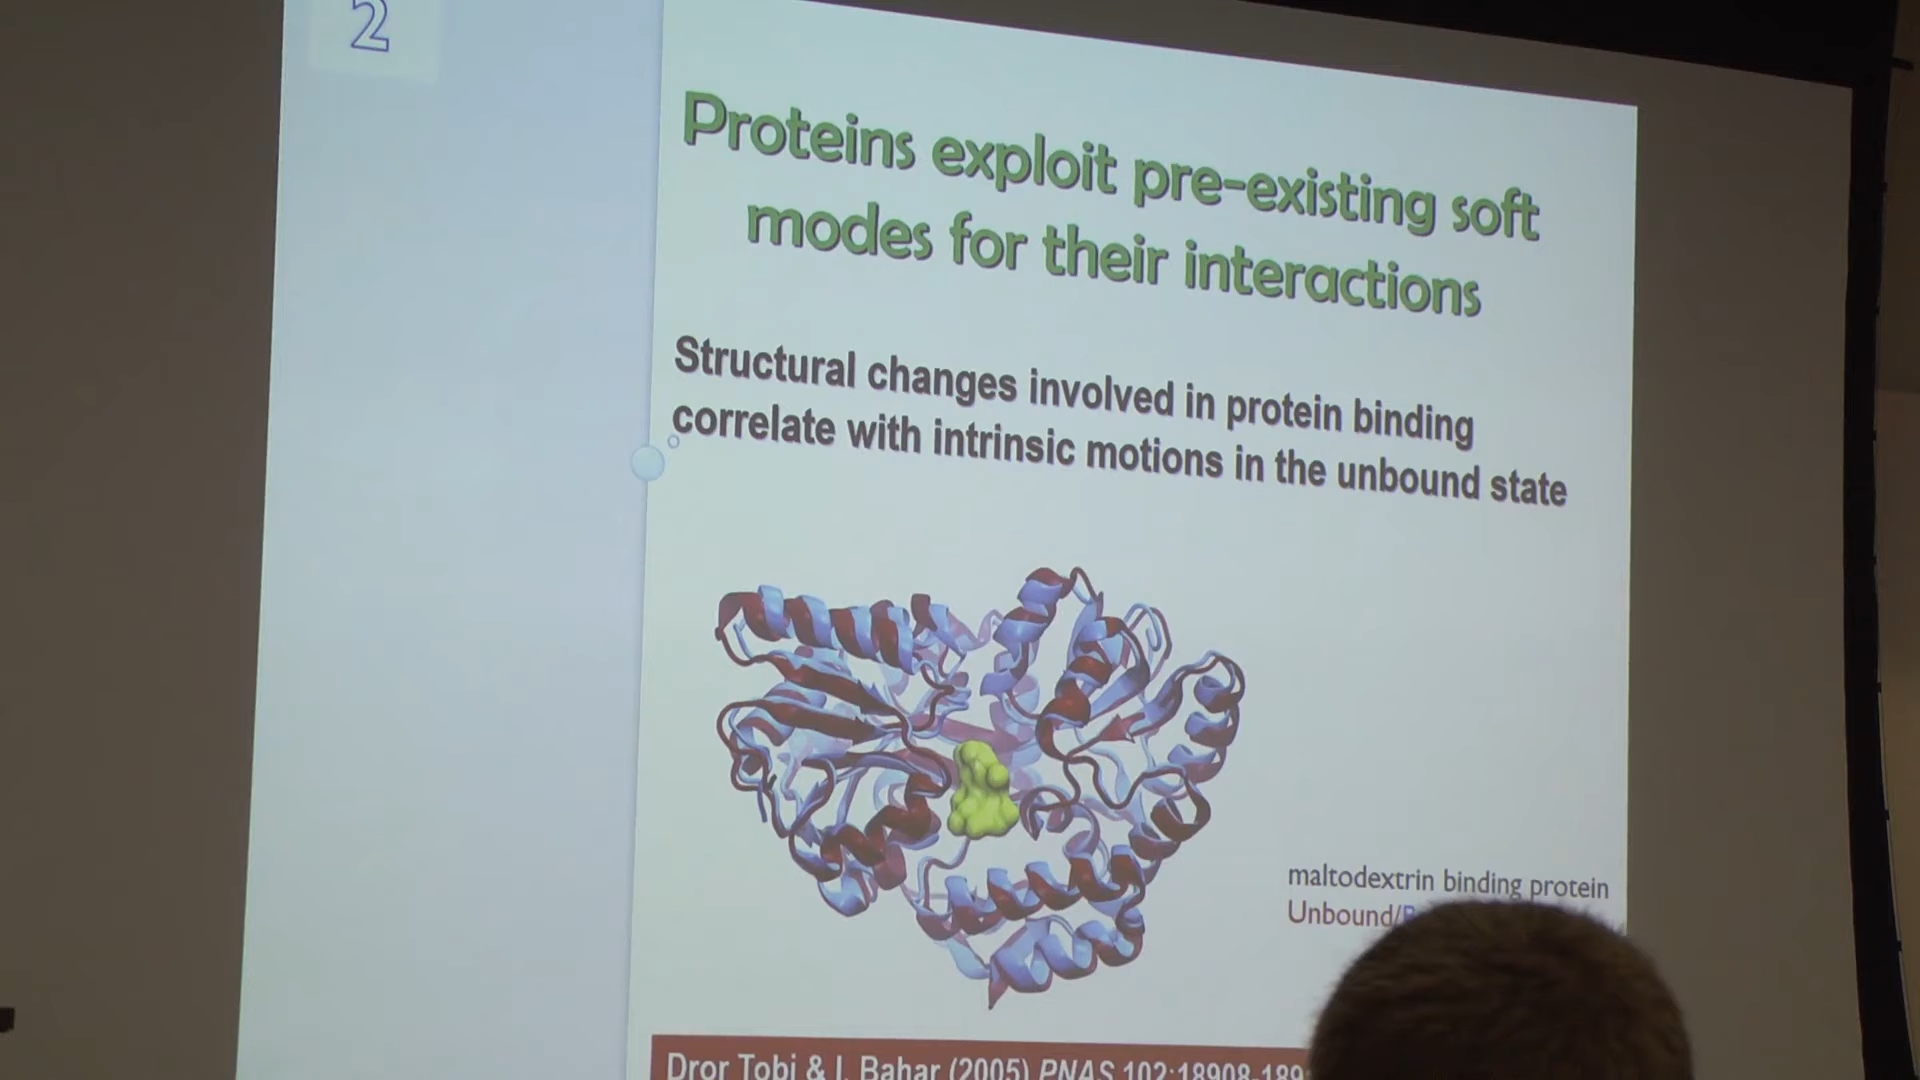 2
Proteins exploit pre-existing soft
modes for their interactions
Structural changes involved in protein binding
correlate with intrinsic motions in the unbound state
maltodextrin binding protein
Unbound/
Dror Tobi & I. Bahar (2005) PNAS 102:18908-189